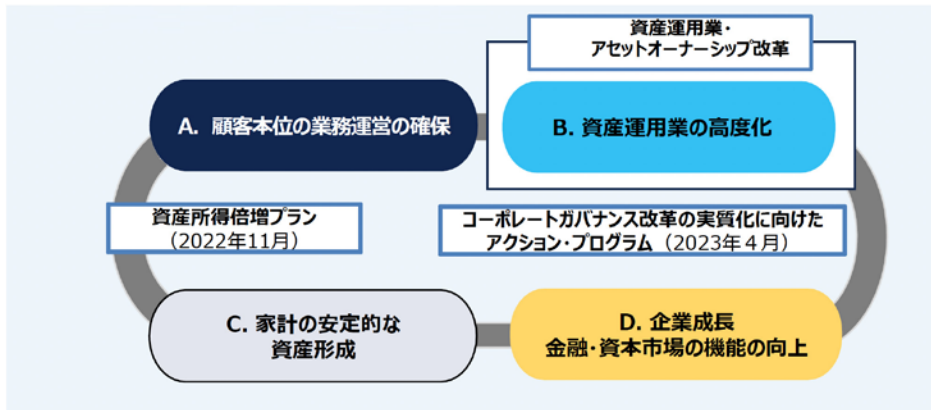 資産運用業・
アセットオーナーシップ改革
A. 顧客本位の業務運営の確保
B. 資産運用業の高度化
資産所得倍増プラン
（2022年11月）
コーポレートガバナンス改革の実質化に向けた
アクション・プログラム（2023年４月）
C. 家計の安定的な
資産形成
D. 企業成長
金融・資本市場の機能の向上